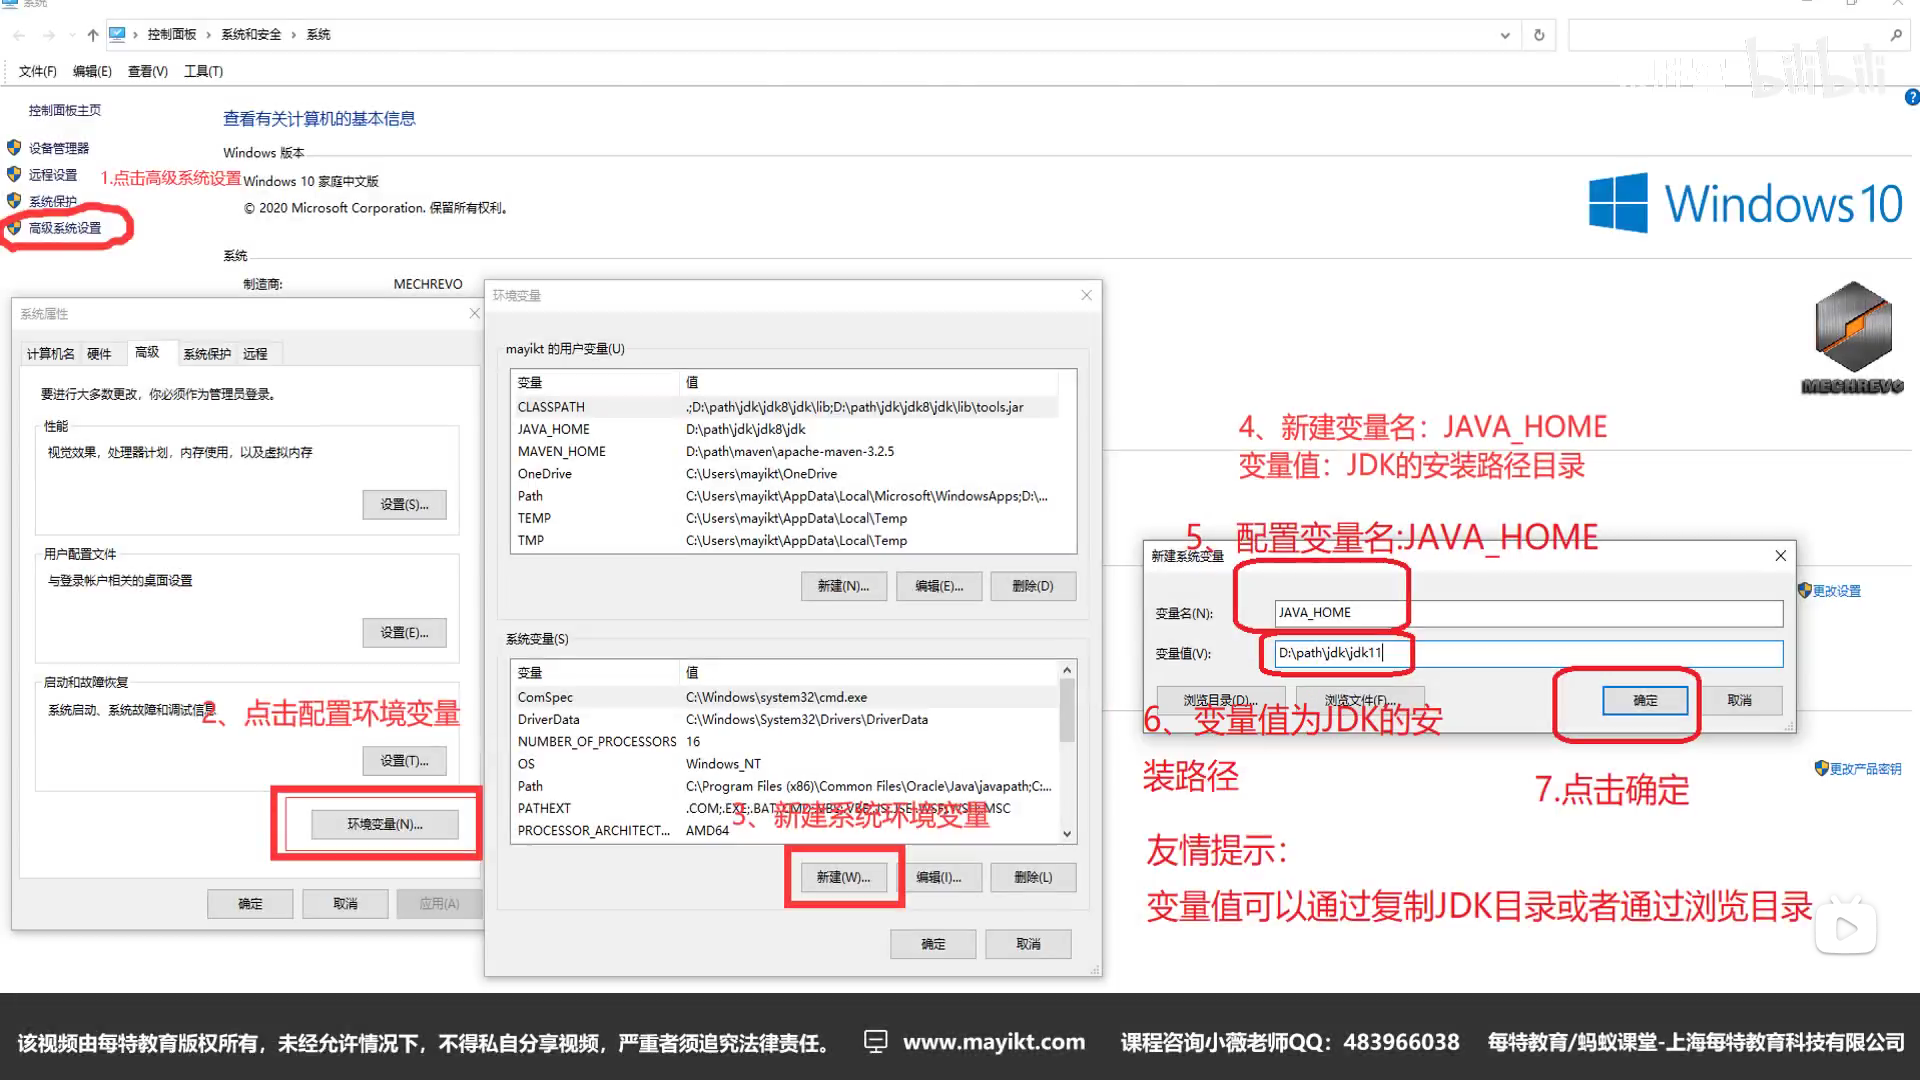 系统
控制面板 › 系统和安全 › 系统
文件(F) 编辑(E) 查看(V) 工具(T)
bilibili
控制面板主页
设备管理器
远程设置
系统保护
高级系统设置
1.点击高级系统设置
查看有关计算机的基本信息
Windows 版本
Windows 10 家庭中文版
© 2020 Microsoft Corporation. 保留所有权利。
Windows 10
系统
制造商: MECHREVO
MECHREVO
系统属性
计算机名 硬件 高级 系统保护 远程
要进行大多数更改，你必须作为管理员登录。
性能
视觉效果，处理器计划，内存使用，以及虚拟内存
设置(S)...
用户配置文件
与登录帐户相关的桌面设置
设置(E)...
启动和故障恢复
系统启动、系统故障和调试信息
2、点击配置环境变量
设置(T)...
环境变量(N)...
确定 取消 应用(A)
环境变量
mayikt 的用户变量(U)
变量 值
CLASSPATH .;D:\path\jdk\jdk8\jdk\lib;D:\path\jdk\jdk8\jdk\lib\tools.jar
JAVA_HOME D:\path\jdk\jdk8\jdk
MAVEN_HOME D:\path\maven\apache-maven-3.2.5
OneDrive C:\Users\mayikt\OneDrive
Path C:\Users\mayikt\AppData\Local\Microsoft\WindowsApps;D:\...
TEMP C:\Users\mayikt\AppData\Local\Temp
TMP C:\Users\mayikt\AppData\Local\Temp
新建(N)... 编辑(E)... 删除(D)
系统变量(S)
变量 值
ComSpec C:\Windows\system32\cmd.exe
DriverData C:\Windows\System32\Drivers\DriverData
NUMBER_OF_PROCESSORS 16
OS Windows_NT
Path C:\Program Files (x86)\Common Files\Oracle\Java\javapath;C:...
PATHEXT .COM;.EXE;.BAT;.CMD;.VBS;.VBE;.JS;.JSE;.WSF;.WSH;.MSC
PROCESSOR_ARCHITECT... AMD64
3、新建系统环境变量
新建(W)... 编辑(I)... 删除(L)
确定 取消
4、新建变量名：JAVA_HOME
变量值：JDK的安装路径目录
5、配置变量名:JAVA_HOME
新建系统变量
变量名(N): JAVA_HOME
变量值(V): D:\path\jdk\jdk11
浏览目录(D)... 浏览文件(F)... 确定 取消
更改设置
6、变量值为JDK的安
装路径
7.点击确定
更改产品密钥
友情提示：
变量值可以通过复制JDK目录或者通过浏览目录
该视频由每特教育版权所有，未经允许情况下，不得私自分享视频，严重者须追究法律责任。 www.mayikt.com 课程咨询小薇老师QQ：483966038 每特教育/蚂蚁课堂-上海每特教育科技有限公司